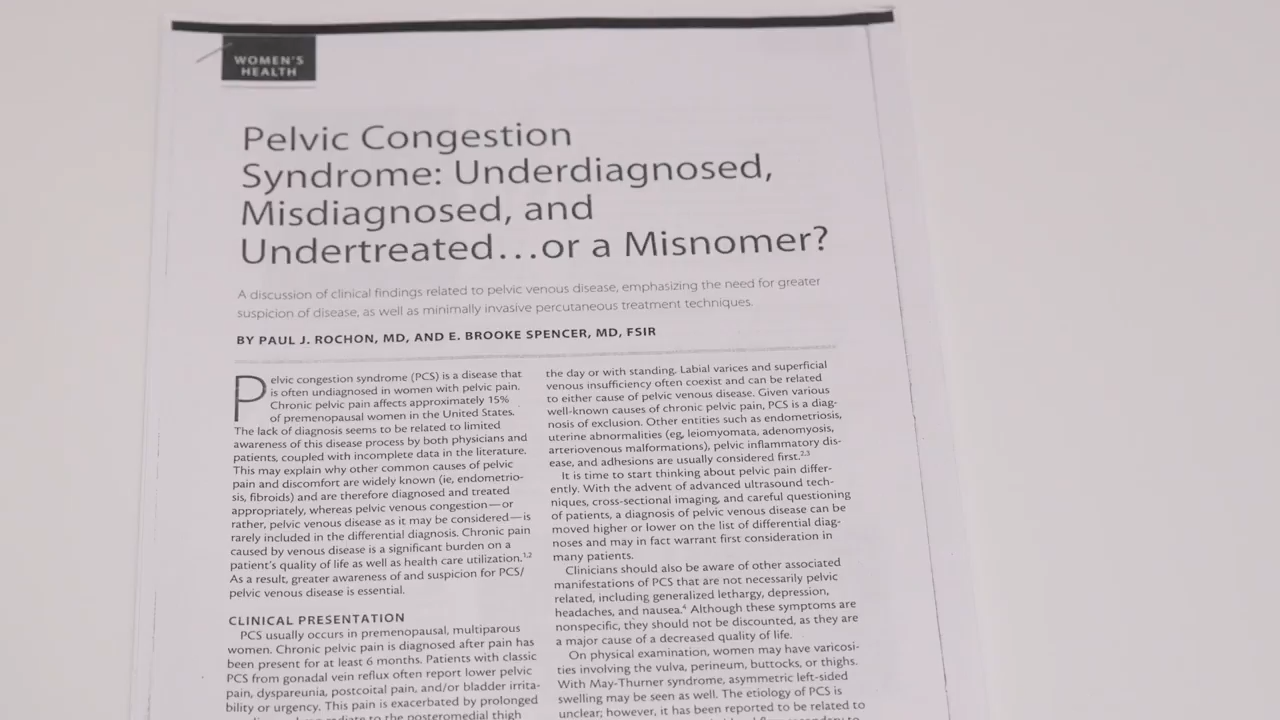 WOMEN'S
HEALTH
Pelvic Congestion
Syndrome: Underdiagnosed,
Misdiagnosed, and
Undertreated…or a Misnomer?
A discussion of clinical findings related to pelvic venous disease, emphasizing the need for greater
suspicion of disease, as well as minimally invasive percutaneous treatment techniques.
BY PAUL J. ROCHON, MD, AND E. BROOKE SPENCER, MD, FSIR
Pelvic congestion syndrome (PCS) is a disease that
is often undiagnosed in women with pelvic pain.
Chronic pelvic pain affects approximately 15%
of premenopausal women in the United States.
The lack of diagnosis seems to be related to limited
awareness of this disease process by both physicians and
patients, coupled with incomplete data in the literature.
This may explain why other common causes of pelvic
pain and discomfort are widely known (ie, endometrio-
sis, fibroids) and are therefore diagnosed and treated
appropriately, whereas pelvic venous congestion—or
rather, pelvic venous disease as it may be considered—is
rarely included in the differential diagnosis. Chronic pain
caused by venous disease is a significant burden on a
patient's quality of life as well as health care utilization.1,2
As a result, greater awareness of and suspicion for PCS/
pelvic venous disease is essential.
CLINICAL PRESENTATION
PCS usually occurs in premenopausal, multiparous
women. Chronic pelvic pain is diagnosed after pain has
been present for at least 6 months. Patients with classic
PCS from gonadal vein reflux often report lower pelvic
pain, dyspareunia, postcoital pain, and/or bladder irrita-
bility or urgency. This pain is exacerbated by prolonged
radiate to the posteromedial thigh
the day or with standing. Labial varices and superficial
venous insufficiency often coexist and can be related
to either cause of pelvic venous disease. Given various
well-known causes of chronic pelvic pain, PCS is a diag-
nosis of exclusion. Other entities such as endometriosis,
uterine abnormalities (eg, leiomyomata, adenomyosis,
arteriovenous malformations), pelvic inflammatory dis-
ease, and adhesions are usually considered first.2,3
It is time to start thinking about pelvic pain differ-
ently. With the advent of advanced ultrasound tech-
niques, cross-sectional imaging, and careful questioning
of patients, a diagnosis of pelvic venous disease can be
moved higher or lower on the list of differential diag-
noses and may in fact warrant first consideration in
many patients.
Clinicians should also be aware of other associated
manifestations of PCS that are not necessarily pelvic
related, including generalized lethargy, depression,
headaches, and nausea.4 Although these symptoms are
nonspecific, they should not be discounted, as they are
a major cause of a decreased quality of life.
On physical examination, women may have varicosi-
ties involving the vulva, perineum, buttocks, or thighs.
With May-Thurner syndrome, asymmetric left-sided
swelling may be seen as well. The etiology of PCS is
unclear; however, it has been reported to be related to